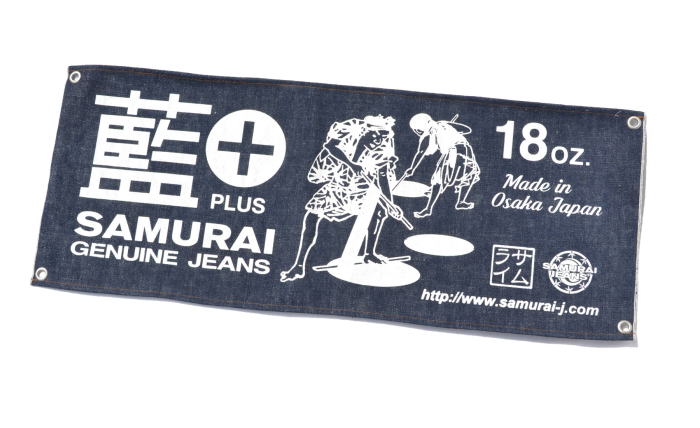 藍
PLUS
SAMURAI
GENUINE JEANS
18oz.
Made in
Osaka Japan
サム
ライ
SAMURAI
JEANS
http://www.samurai-j.com